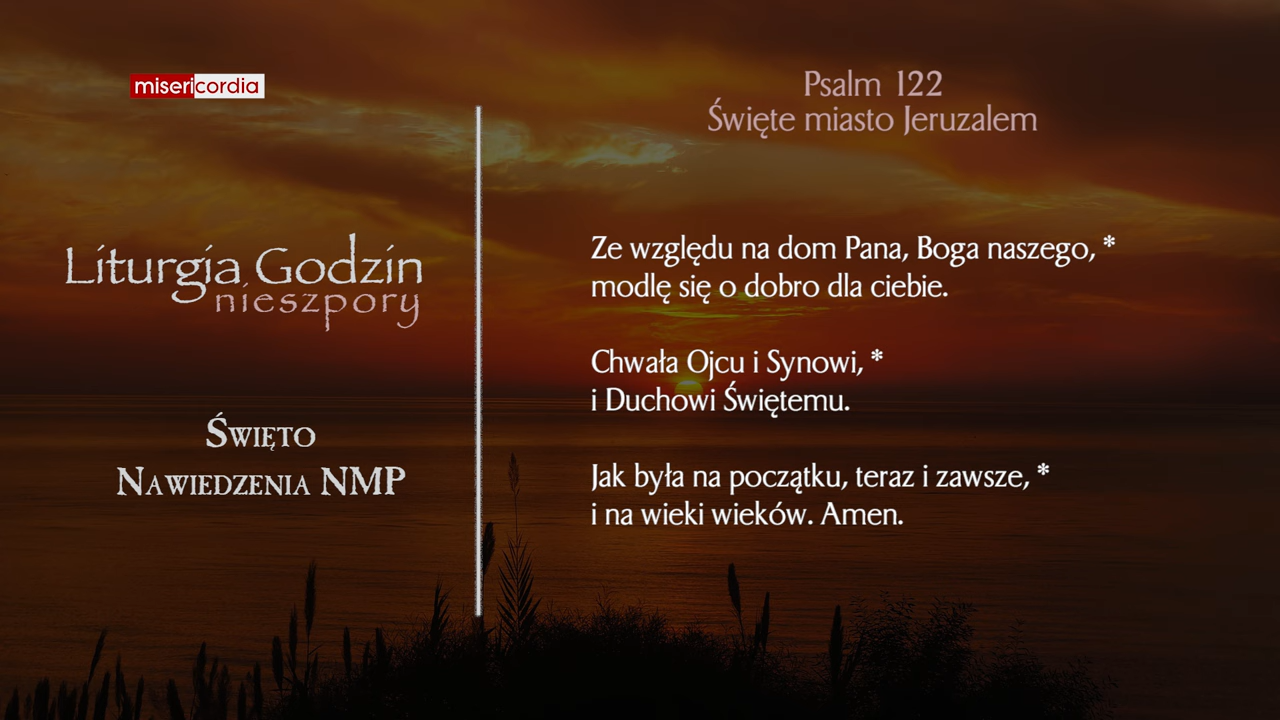 misericordia
Liturgia Godzin
nieszpory
Święto
Nawiedzenia NMP
Psalm 122
Święte miasto Jeruzalem
Ze względu na dom Pana, Boga naszego, *
modlę się o dobro dla ciebie.
Chwała Ojcu i Synowi, *
i Duchowi Świętemu.
Jak była na początku, teraz i zawsze, *
i na wieki wieków. Amen.